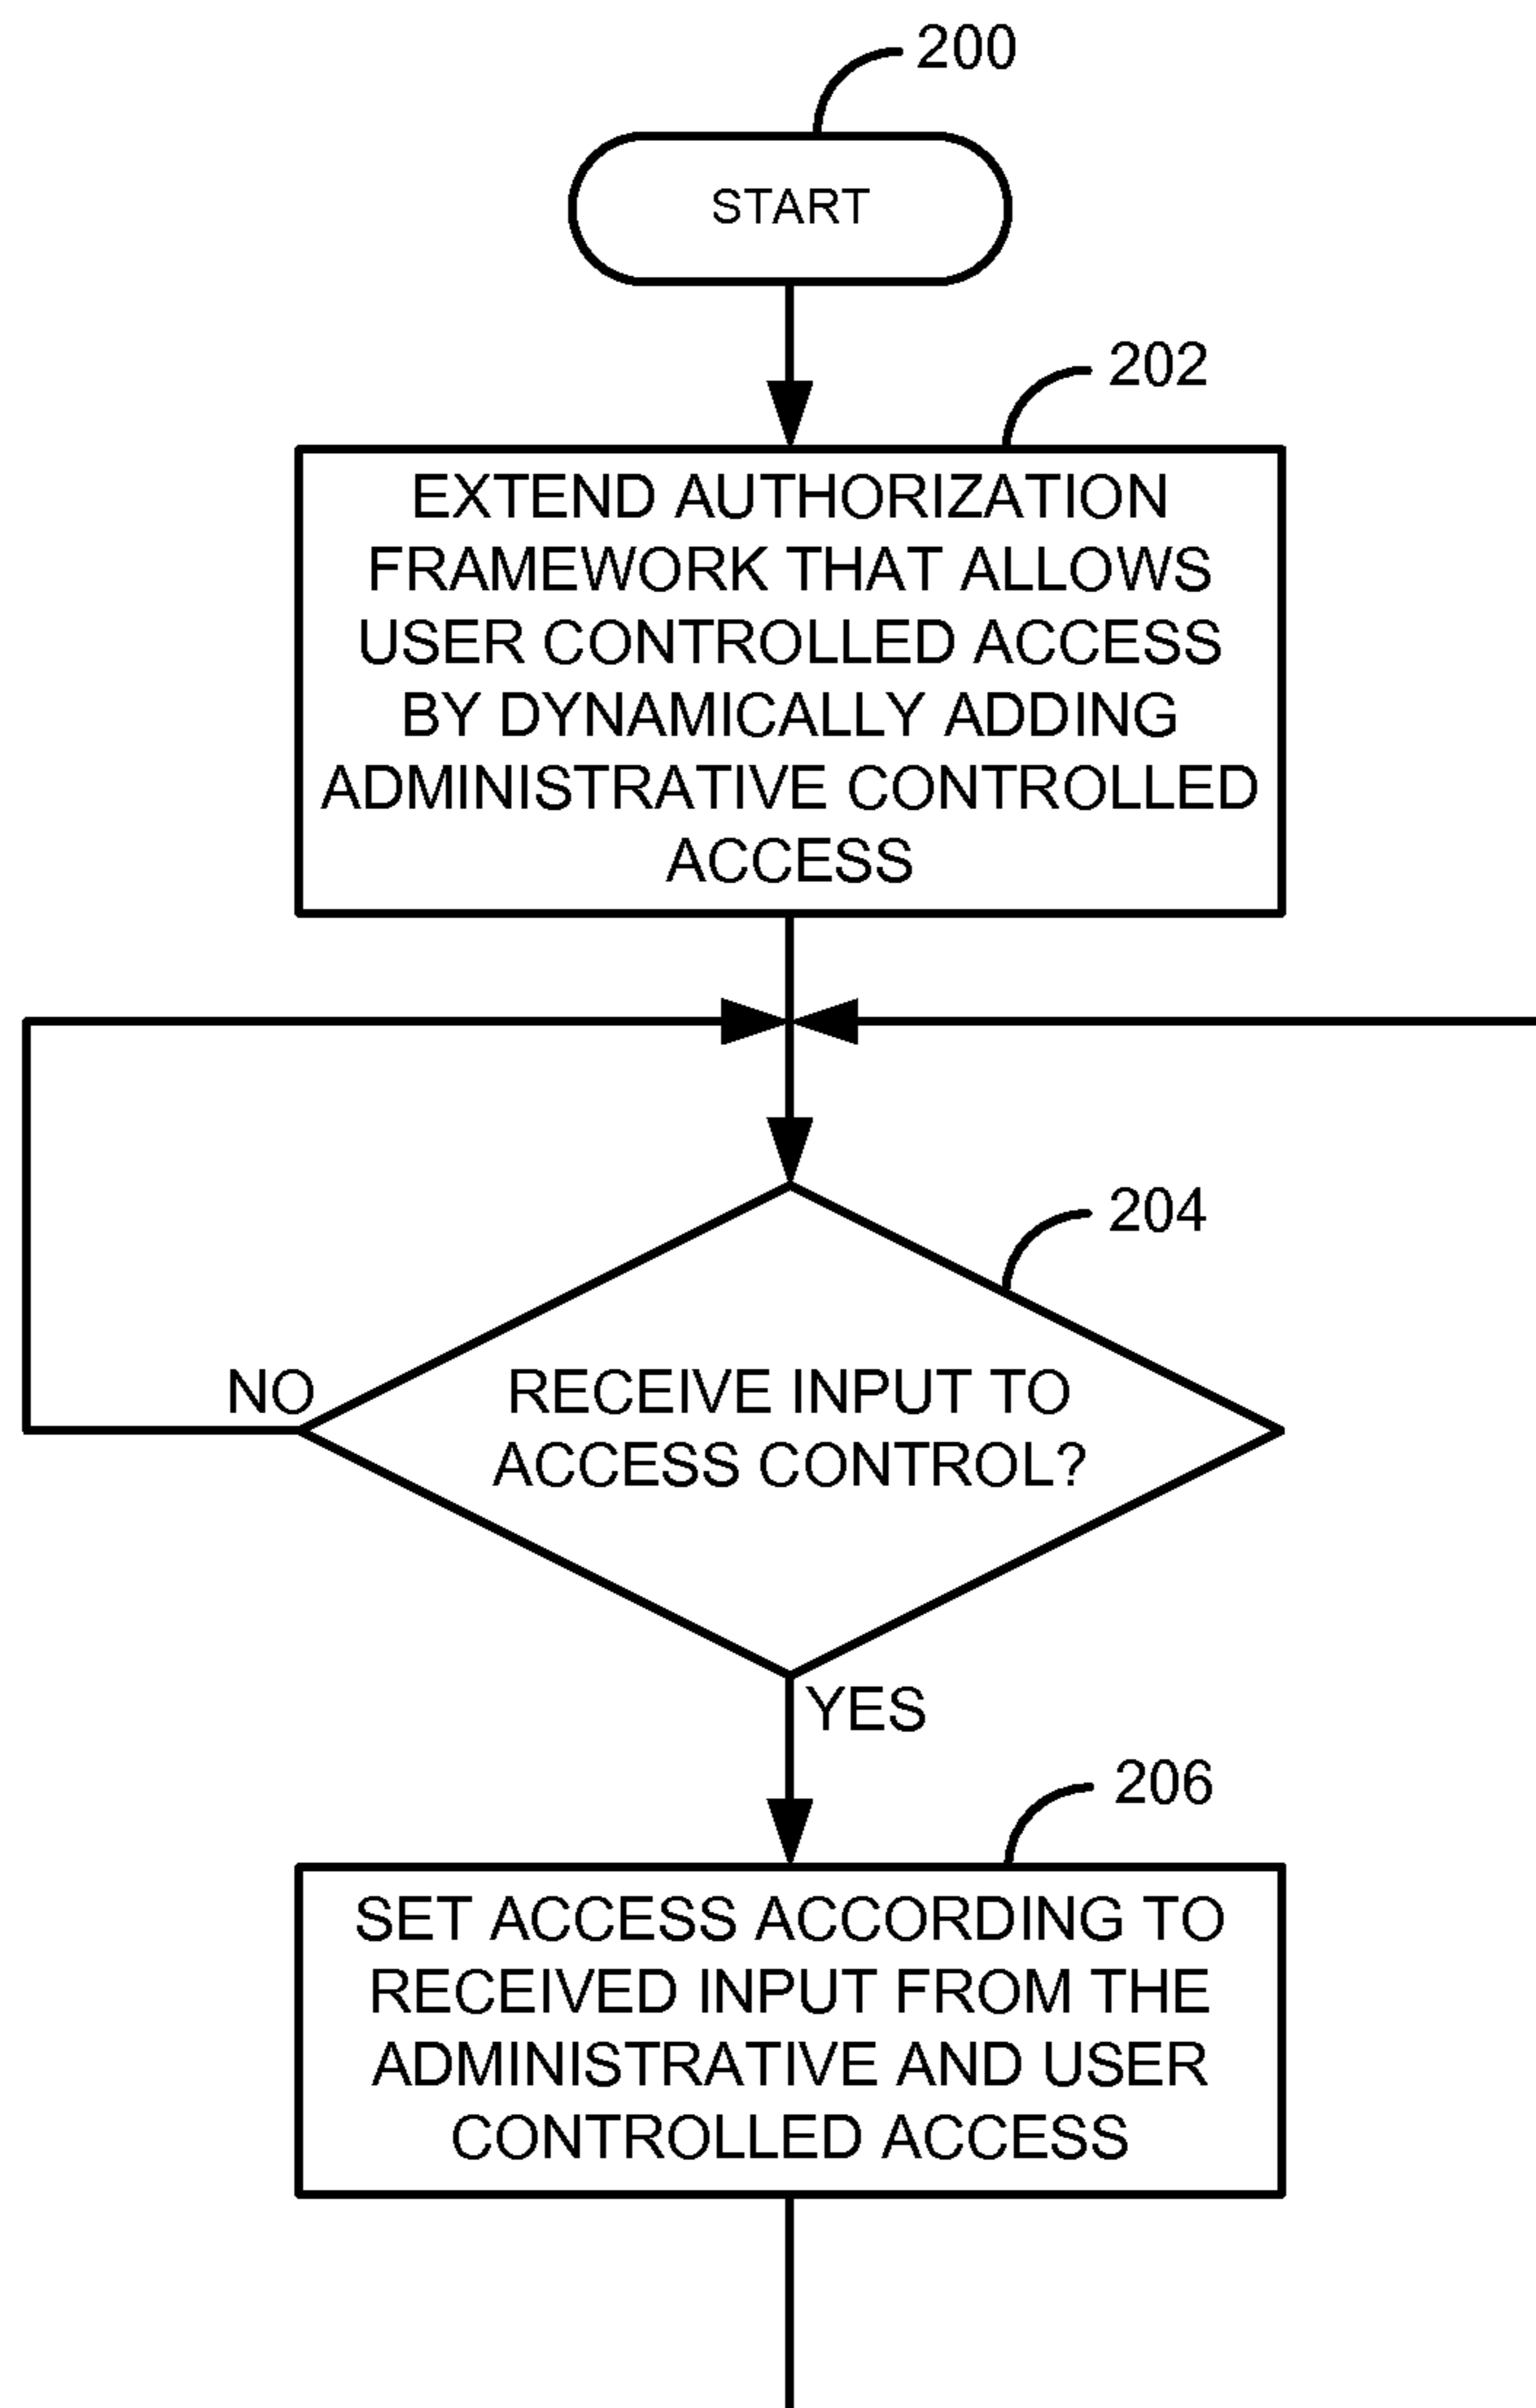 200
START
202
EXTEND AUTHORIZATION
FRAMEWORK THAT ALLOWS
USER CONTROLLED ACCESS
BY DYNAMICALLY ADDING
ADMINISTRATIVE CONTROLLED
ACCESS
204
NO
RECEIVE INPUT TO
ACCESS CONTROL?
YES
206
SET ACCESS ACCORDING TO
RECEIVED INPUT FROM THE
ADMINISTRATIVE AND USER
CONTROLLED ACCESS